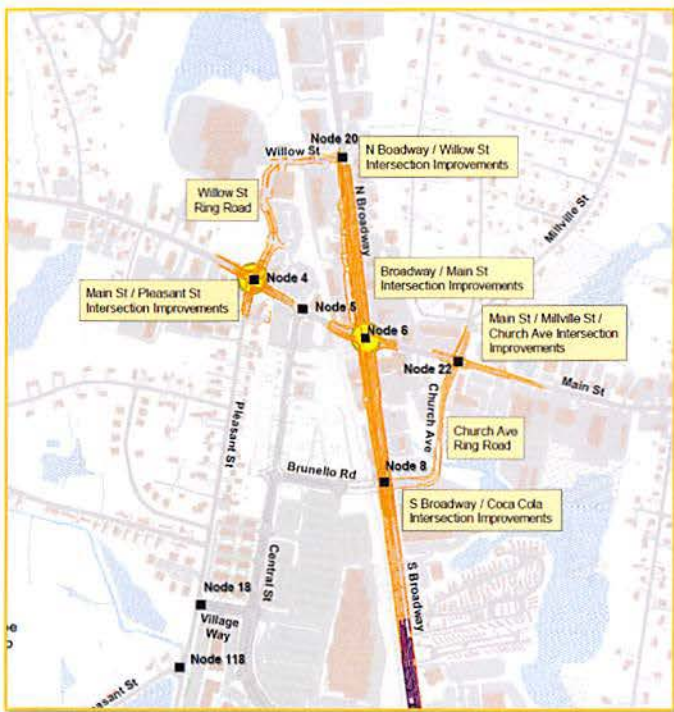 Node 20
Willow St
N Boadway / Willow St
Intersection Improvements
Willow St
Ring Road
N Broadway
Millville St
Node 4
Broadway / Main St
Intersection Improvements
Main St / Pleasant St
Intersection Improvements
Node 5
Node 6
Main St / Millville St /
Church Ave Intersection
Improvements
Node 22
Main St
Pleasant St
Church Ave
Church Ave
Ring Road
Brunello Rd
Node 8
S Broadway / Coca Cola
Intersection Improvements
Central St
S Broadway
Node 18
Village
Way
Node 118
easant St